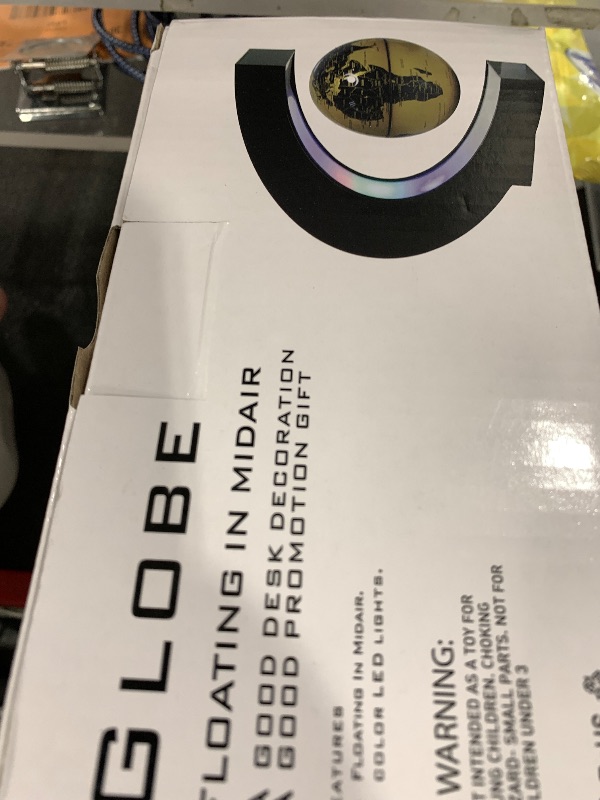 GLOBE
FLOATING IN MIDAIR
A GOOD DESK DECORATION
A GOOD PROMOTION GIFT
FLOATING IN MIDAIR.
COLOR LED LIGHTS.
WARNING:
INTENDED AS A TOY FOR
CHILDREN. CHOKING
SMALL PARTS. NOT FOR
UNDER 3